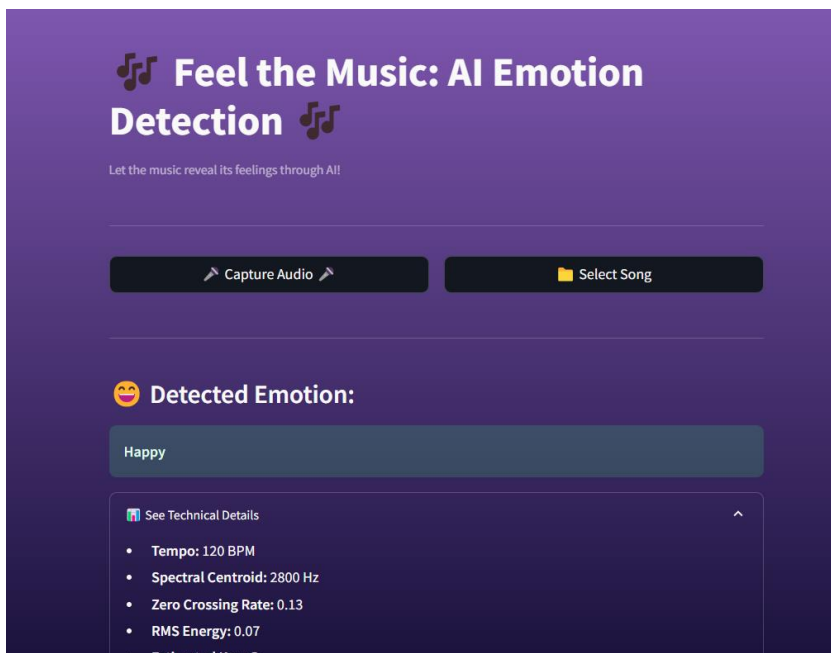 🎶 Feel the Music: AI Emotion
Detection 🎶
Let the music reveal its feelings through AI!
🎤 Capture Audio 🎤
📁 Select Song
😄 Detected Emotion:
Happy
📊 See Technical Details
• Tempo: 120 BPM
• Spectral Centroid: 2800 Hz
• Zero Crossing Rate: 0.13
• RMS Energy: 0.07